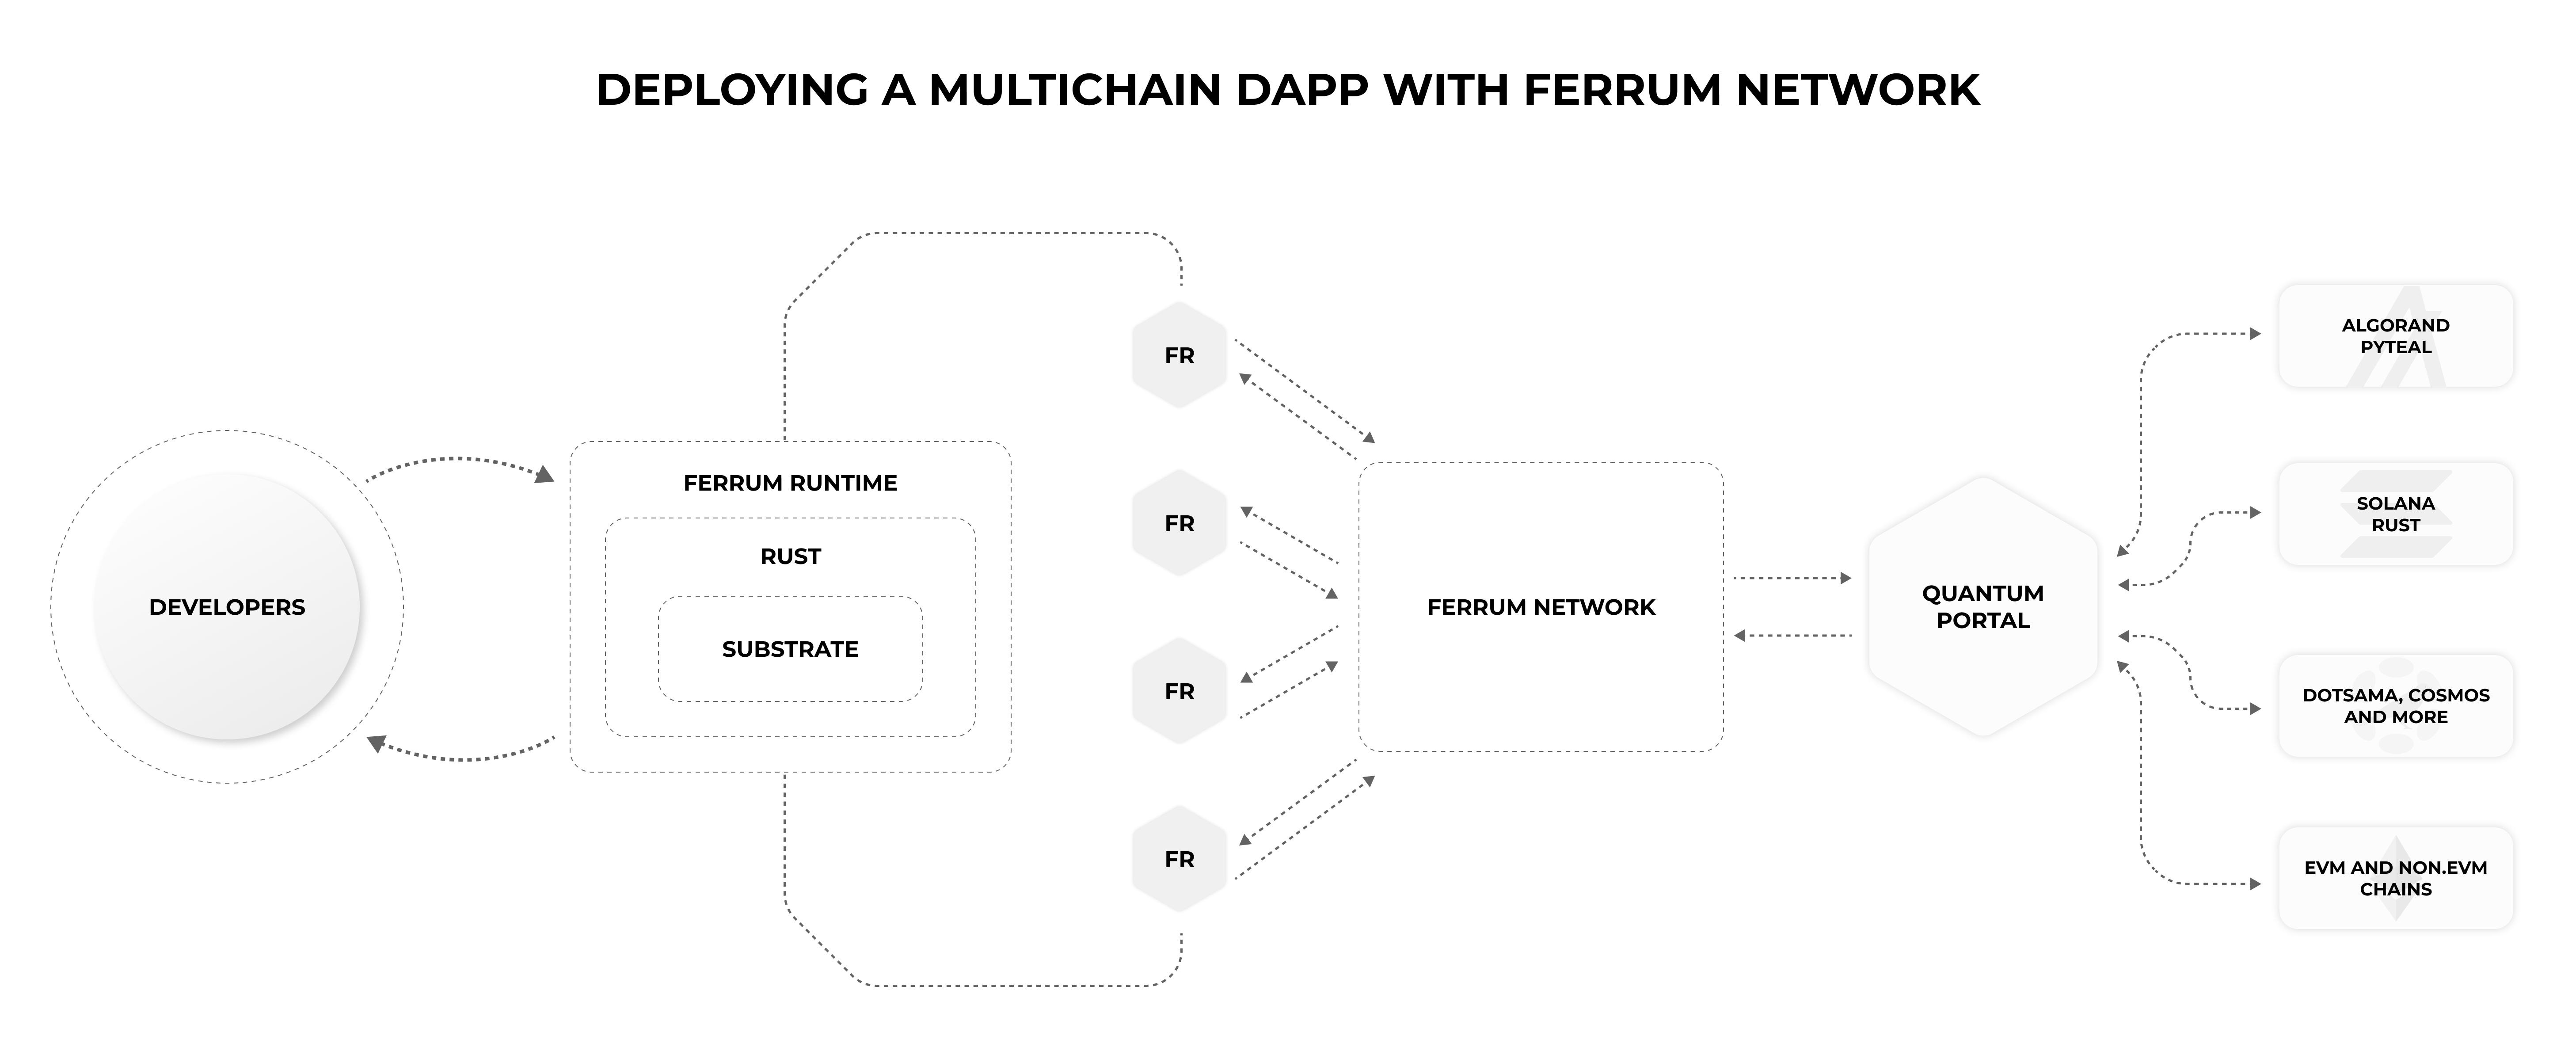 DEPLOYING A MULTICHAIN DAPP WITH FERRUM NETWORK
DEVELOPERS
FERRUM RUNTIME
RUST
SUBSTRATE
FR
FR
FR
FR
FERRUM NETWORK
QUANTUM
PORTAL
ALGORAND
PYTEAL
SOLANA
RUST
DOTSAMA, COSMOS
AND MORE
EVM AND NON.EVM
CHAINS